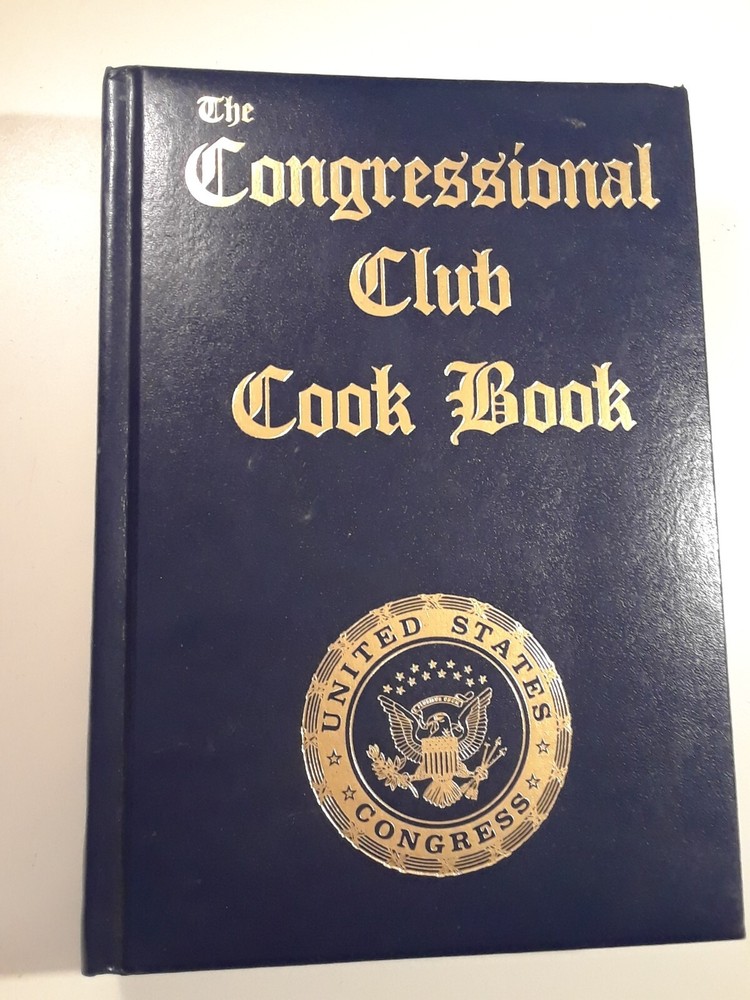 The
Congressional
Club
Cook Book
UNITED STATES
CONGRESS